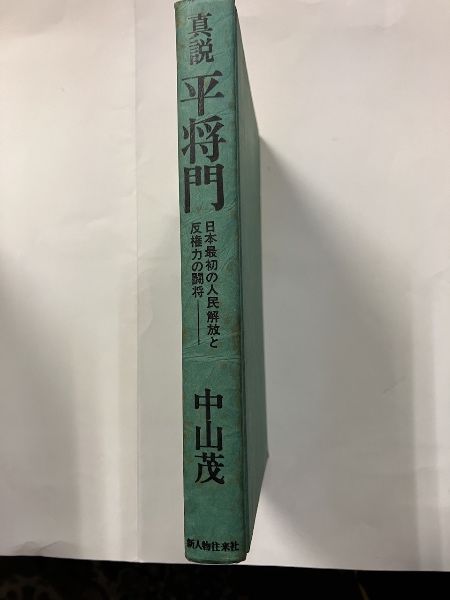 真説
平将門
日本最初の人民解放と
反権力の闘将――
中山茂
新人物往来社